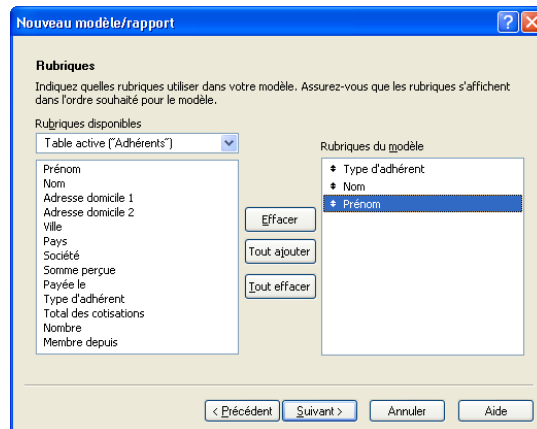 Nouveau modèle/rapport
Rubriques
Indiquez quelles rubriques utiliser dans votre modèle. Assurez-vous que les rubriques s'affichent
dans l'ordre souhaité pour le modèle.
Rubriques disponibles
Table active ("Adhérents")
Prénom
Nom
Adresse domicile 1
Adresse domicile 2
Ville
Pays
Société
Somme perçue
Payée le
Type d'adhérent
Total des cotisations
Nombre
Membre depuis
Effacer
Tout ajouter
Tout effacer
Rubriques du modèle
Type d'adhérent
Nom
Prénom
< Précédent
Suivant >
Annuler
Aide